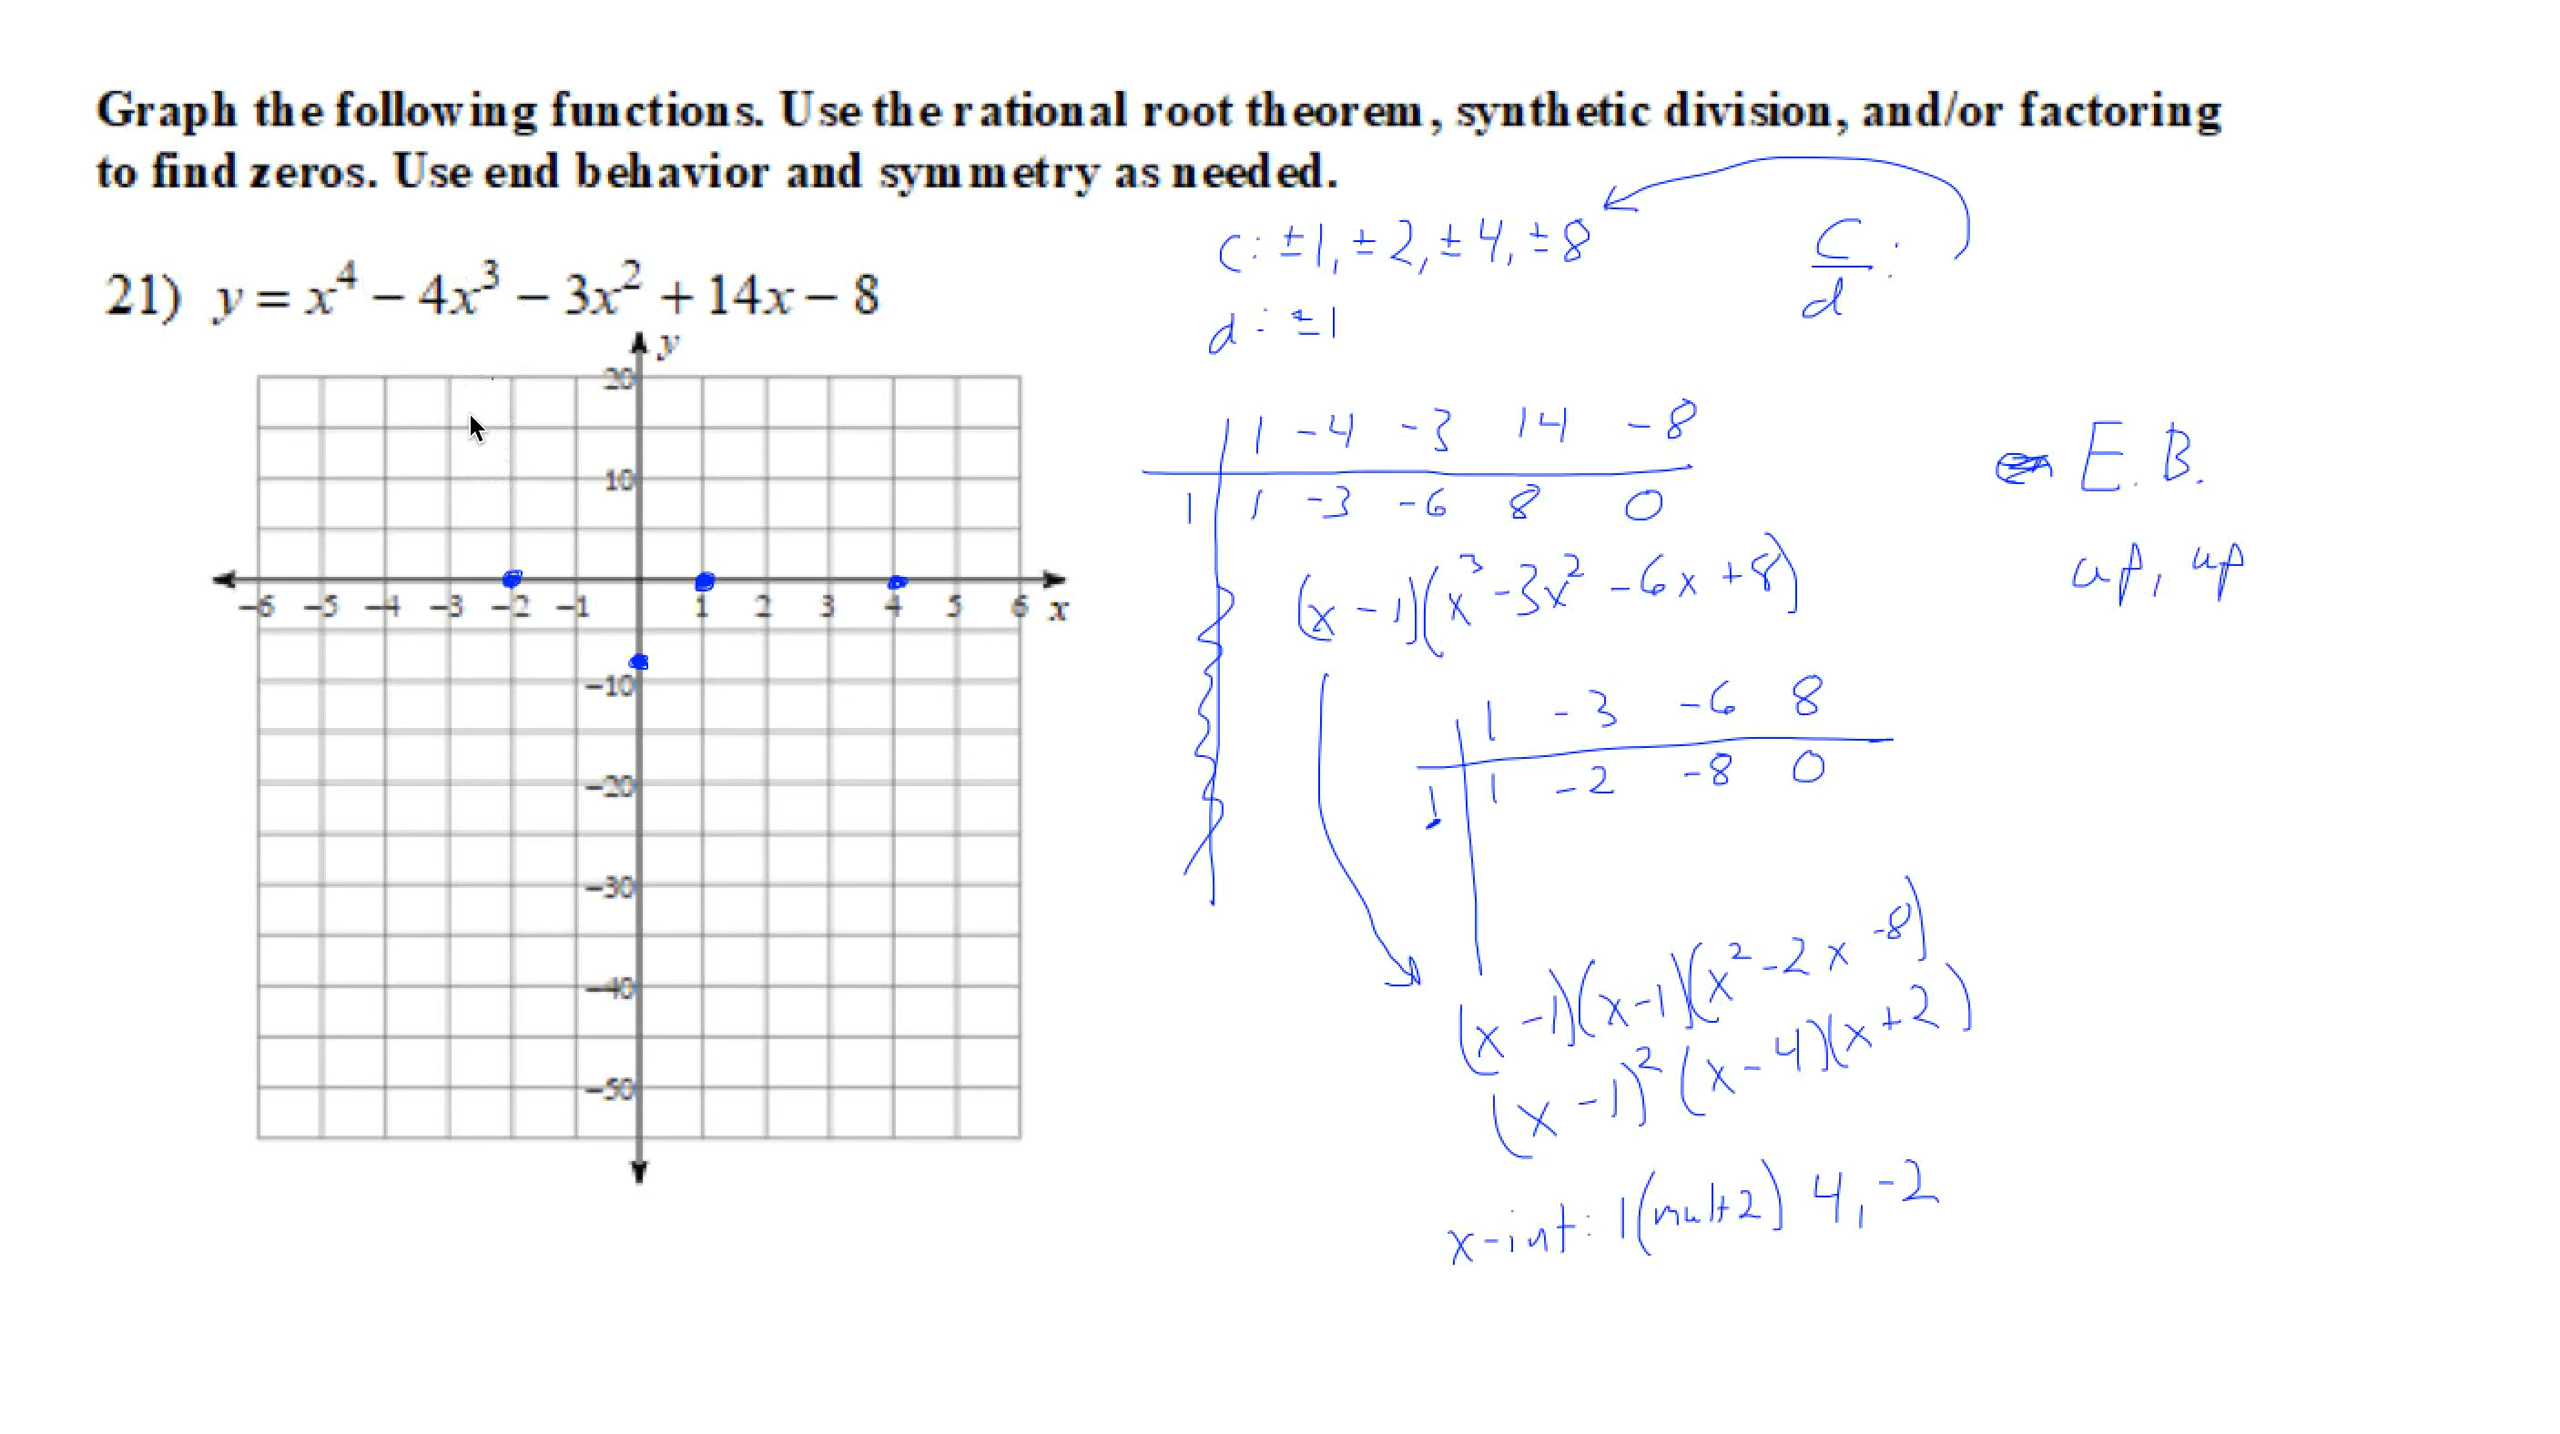 Graph the following functions. Use the rational root theorem, synthetic division, and/or factoring
to find zeros. Use end behavior and symmetry as needed.
21) y = x⁴ − 4x³ − 3x² + 14x − 8
c: ±1, ±2, ±4, ±8
d: ±1
c/d :
y
20
10
−6 −5 −4 −3 −2 −1 1 2 3 4 5 6 x
−10
−20
−30
−40
−50
1 -4 -3 14 -8
1 1 -3 -6 8 0
(x - 1)(x³ - 3x² - 6x + 8)
1 -3 -6 8
1 1 -2 -8 0
(x - 1)(x - 1)(x² - 2x - 8)
(x - 1)² (x - 4)(x + 2)
x-int: 1(mult 2) 4, -2
E.B.
up, up